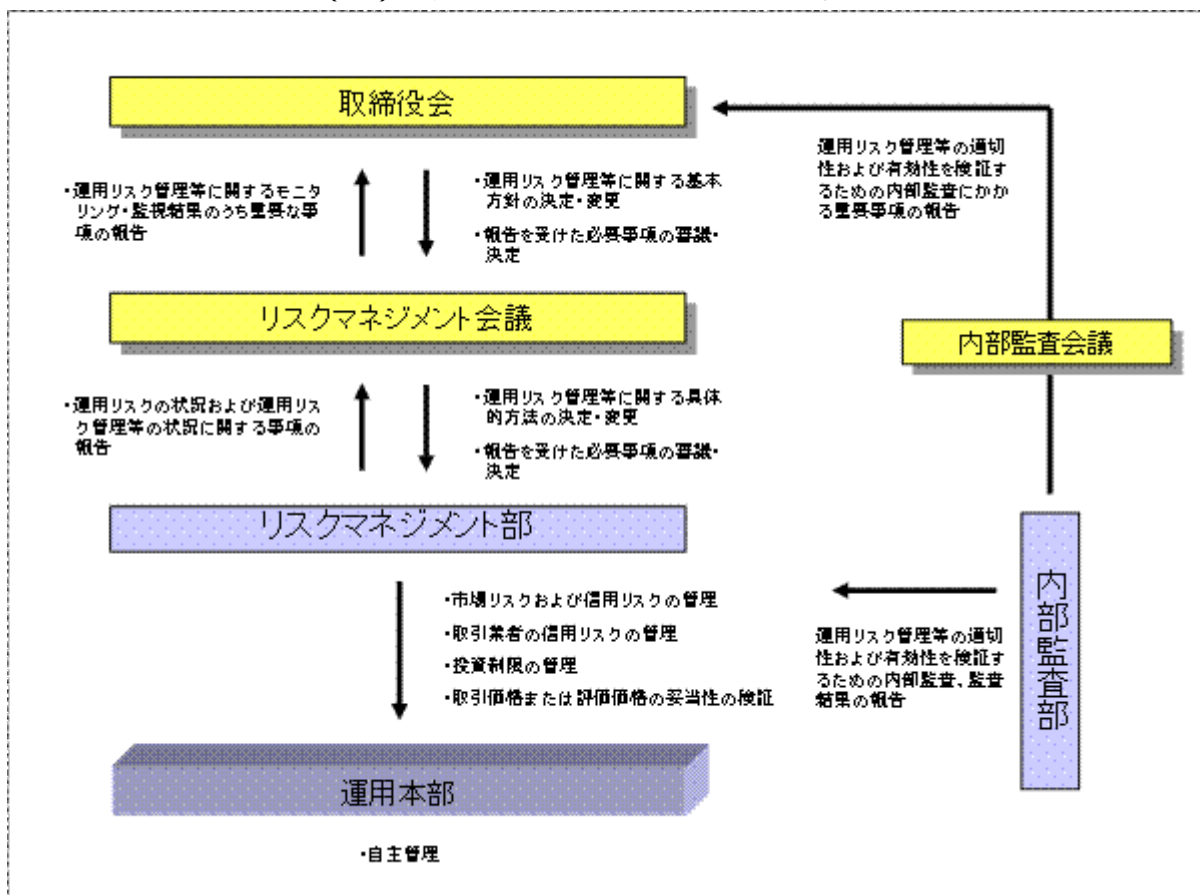 取締役会
・運用リスク管理等に関するモニタ
リング・監視結果のうち重要な事
項の報告
・運用リスク管理等に関する基本
方針の決定・変更
・報告を受けた必要事項の審議・
決定
運用リスク管理等の適切
性および有効性を検証す
るための内部監査にかか
る重要事項の報告
リスクマネジメント会議
内部監査会議
・運用リスクの状況および運用リス
ク管理等の状況に関する事項の
報告
・運用リスク管理等に関する具体
的方法の決定・変更
・報告を受けた必要事項の審議・
決定
リスクマネジメント部
・市場リスクおよび信用リスクの管理
・取引業者の信用リスクの管理
・投資制限の管理
・取引価格または評価価格の妥当性の検証
運用リスク管理等の適切
性および有効性を検証す
るための内部監査、監査
結果の報告
内部監査部
運用本部
・自主管理